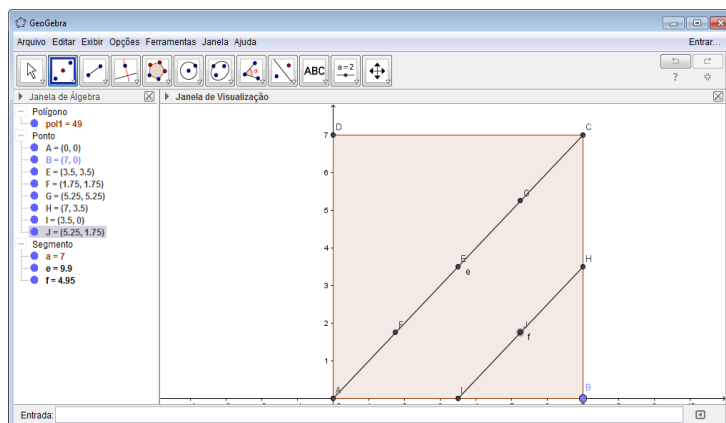 GeoGebra
Arquivo Editar Exibir Opções Ferramentas Janela Ajuda
Entrar...
ABC
a = 2
?
Janela de Álgebra
Janela de Visualização
Polígono
pol1 = 49
Ponto
A = (0, 0)
B = (7, 0)
E = (3.5, 3.5)
F = (1.75, 1.75)
G = (5.25, 5.25)
H = (7, 3.5)
I = (3.5, 0)
J = (5.25, 1.75)
Segmento
a = 7
e = 9.9
f = 4.95
D
C
7
6
G
5
4
E
H
e
3
F
J
2
f
1
A
I
B
Entrada: